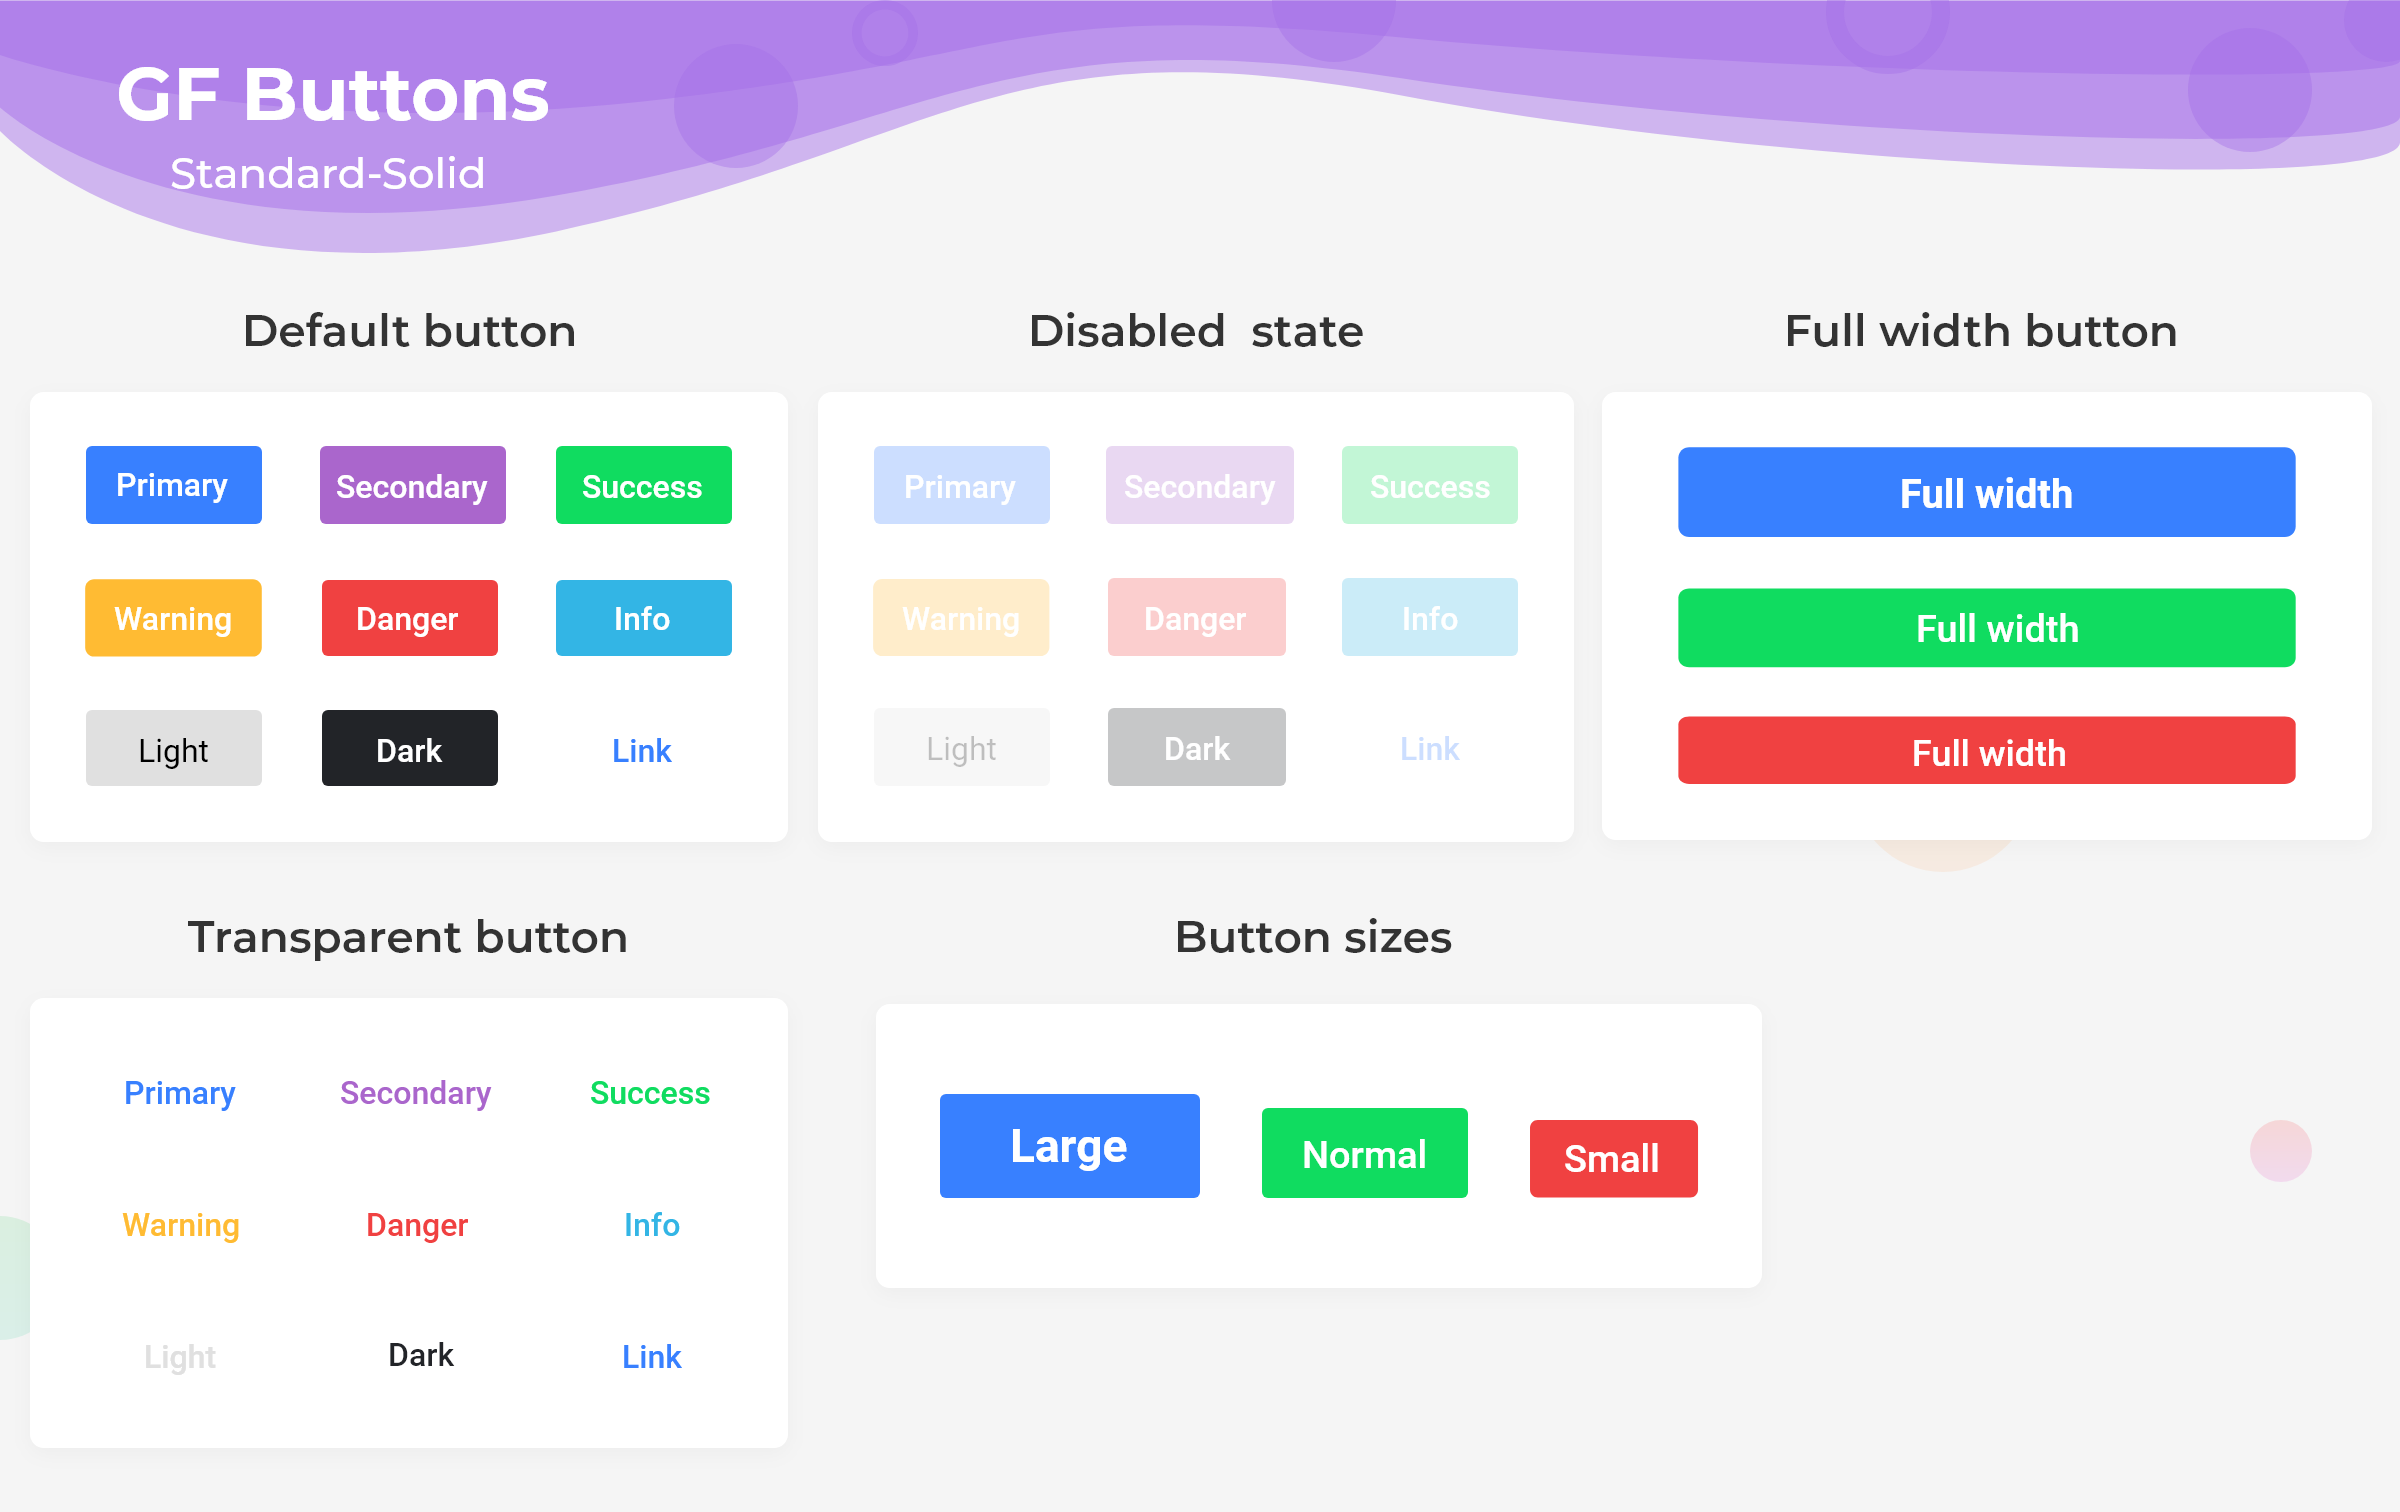 GF Buttons
Standard-Solid
Default button
Primary Secondary Success
Warning Danger Info
Light Dark Link
Disabled state
Primary Secondary Success
Warning Danger Info
Light Dark Link
Full width button
Full width
Full width
Full width
Transparent button
Primary Secondary Success
Warning Danger Info
Light Dark Link
Button sizes
Large Normal Small